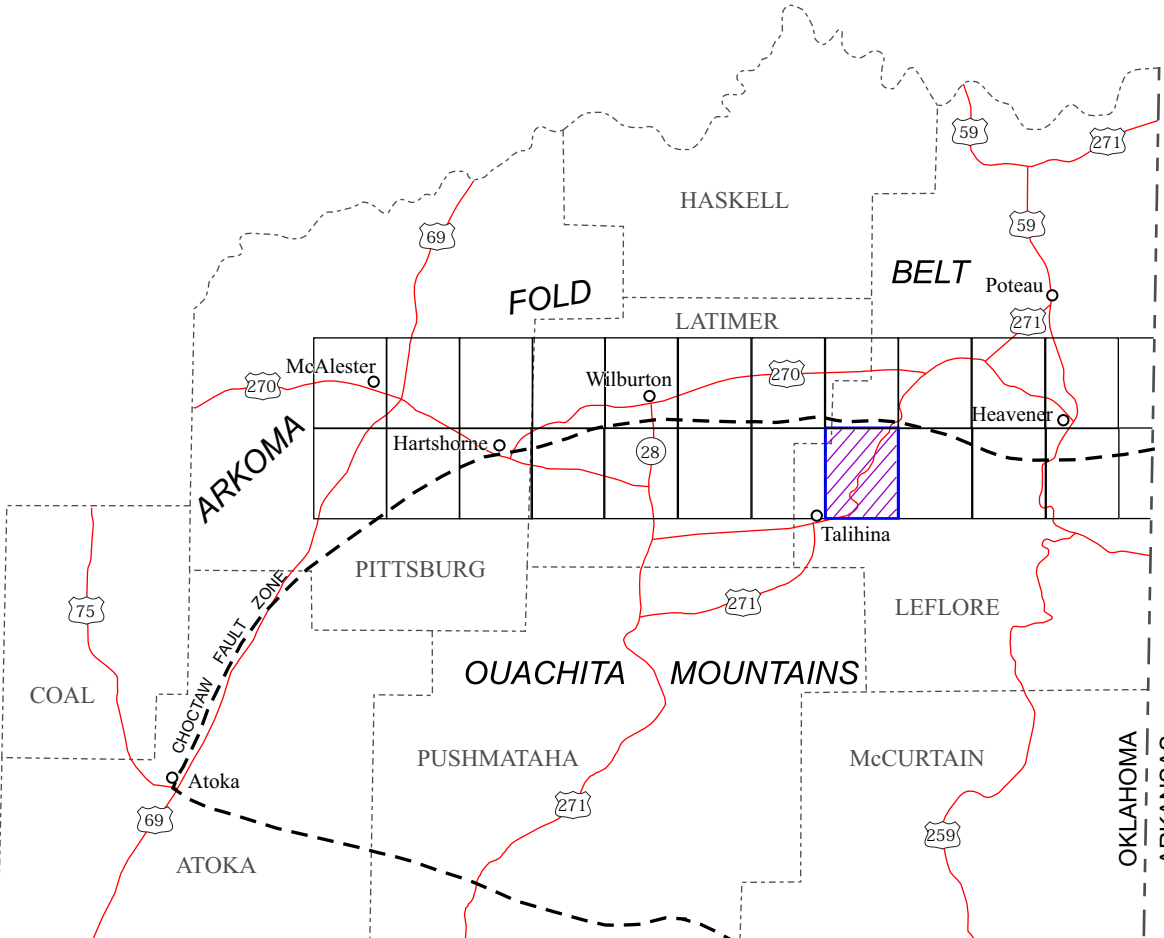 59
271
HASKELL
69
59
BELT
Poteau
FOLD
LATIMER
271
McAlester
270
Wilburton
270
ARKOMA
Hartshorne
Heavener
28
Talihina
PITTSBURG
CHOCTAW FAULT ZONE
75
271
LEFLORE
OUACHITA MOUNTAINS
COAL
PUSHMATAHA
McCURTAIN
Atoka
OKLAHOMA
ARKANSAS
69
271
259
ATOKA